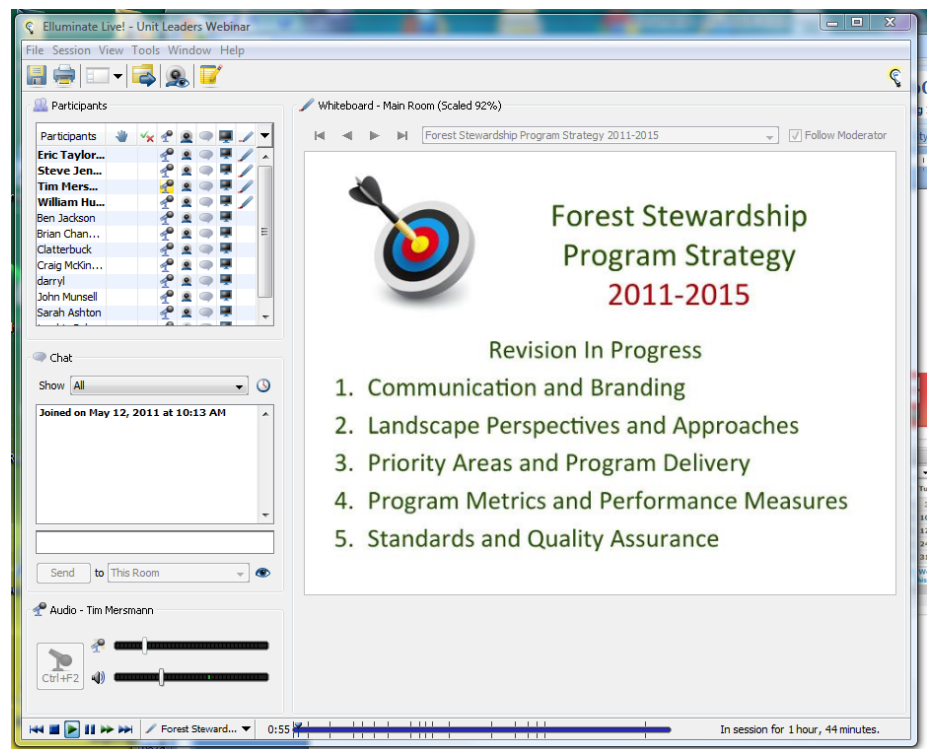 Elluminate Live! - Unit Leaders Webinar
File Session View Tools Window Help
Participants
Participants
Eric Taylor...
Steve Jen...
Tim Mers...
William Hu...
Ben Jackson
Brian Chan...
Clatterbuck
Craig McKin...
darryl
John Munsell
Sarah Ashton
Chat
Show All
Joined on May 12, 2011 at 10:13 AM
Send to This Room
Audio - Tim Mersmann
Ctrl+F2
Whiteboard - Main Room (Scaled 92%)
Forest Stewardship Program Strategy 2011-2015
Follow Moderator
Forest Stewardship
Program Strategy
2011-2015
Revision In Progress
1. Communication and Branding
2. Landscape Perspectives and Approaches
3. Priority Areas and Program Delivery
4. Program Metrics and Performance Measures
5. Standards and Quality Assurance
Forest Steward...
0:55
In session for 1 hour, 44 minutes.